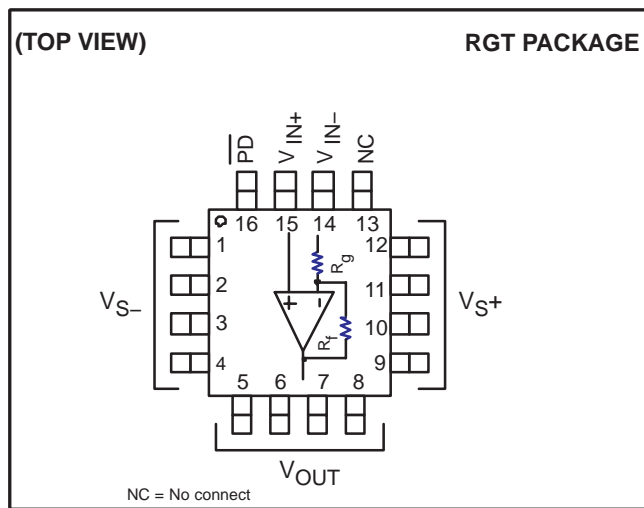 (TOP VIEW) RGT PACKAGE
PD VIN+ VIN− NC
16 15 14 13
1 12
2 11
3 10
4 9
VS− VS+
Rg
+ −
Rf
5 6 7 8
VOUT
NC = No connect